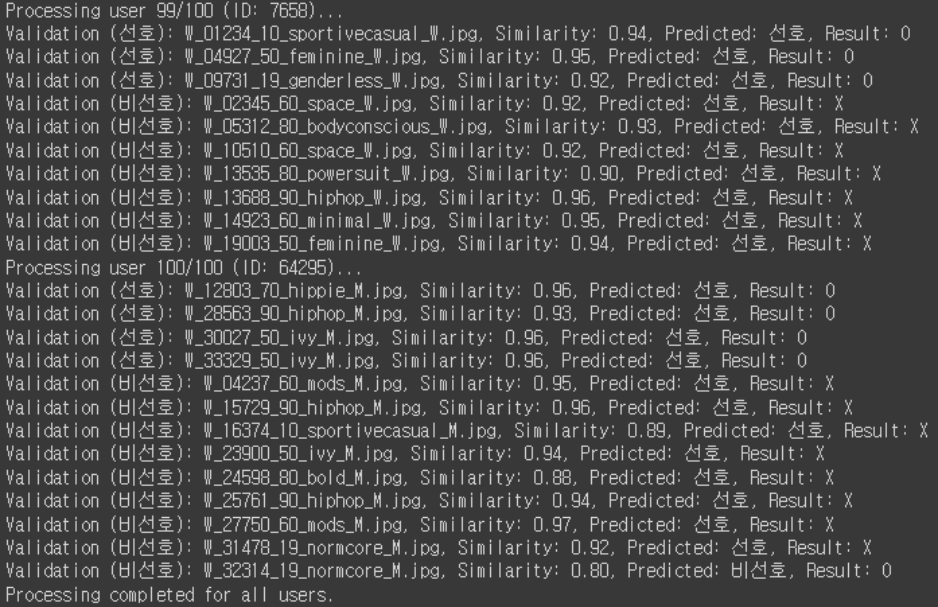 Processing user 99/100 (ID: 7658)...
Validation (선호): W_01234_10_sportivecasual_W.jpg, Similarity: 0.94, Predicted: 선호, Result: O
Validation (선호): W_04927_50_feminine_W.jpg, Similarity: 0.95, Predicted: 선호, Result: O
Validation (선호): W_09731_19_genderless_W.jpg, Similarity: 0.92, Predicted: 선호, Result: O
Validation (비선호): W_02345_60_space_W.jpg, Similarity: 0.92, Predicted: 선호, Result: X
Validation (비선호): W_05312_80_bodyconscious_W.jpg, Similarity: 0.93, Predicted: 선호, Result: X
Validation (비선호): W_10510_60_space_W.jpg, Similarity: 0.92, Predicted: 선호, Result: X
Validation (비선호): W_13535_80_powersuit_W.jpg, Similarity: 0.90, Predicted: 선호, Result: X
Validation (비선호): W_13688_90_hiphop_W.jpg, Similarity: 0.96, Predicted: 선호, Result: X
Validation (비선호): W_14923_60_minimal_W.jpg, Similarity: 0.95, Predicted: 선호, Result: X
Validation (비선호): W_19003_50_feminine_W.jpg, Similarity: 0.94, Predicted: 선호, Result: X
Processing user 100/100 (ID: 64295)...
Validation (선호): W_12803_70_hippie_M.jpg, Similarity: 0.96, Predicted: 선호, Result: O
Validation (선호): W_28563_90_hiphop_M.jpg, Similarity: 0.93, Predicted: 선호, Result: O
Validation (선호): W_30027_50_ivy_M.jpg, Similarity: 0.96, Predicted: 선호, Result: O
Validation (선호): W_33329_50_ivy_M.jpg, Similarity: 0.96, Predicted: 선호, Result: O
Validation (비선호): W_04237_60_mods_M.jpg, Similarity: 0.95, Predicted: 선호, Result: X
Validation (비선호): W_15729_90_hiphop_M.jpg, Similarity: 0.96, Predicted: 선호, Result: X
Validation (비선호): W_16374_10_sportivecasual_M.jpg, Similarity: 0.89, Predicted: 선호, Result: X
Validation (비선호): W_23900_50_ivy_M.jpg, Similarity: 0.94, Predicted: 선호, Result: X
Validation (비선호): W_24598_80_bold_M.jpg, Similarity: 0.88, Predicted: 선호, Result: X
Validation (비선호): W_25761_90_hiphop_M.jpg, Similarity: 0.94, Predicted: 선호, Result: X
Validation (비선호): W_27750_60_mods_M.jpg, Similarity: 0.97, Predicted: 선호, Result: X
Validation (비선호): W_31478_19_normcore_M.jpg, Similarity: 0.92, Predicted: 선호, Result: X
Validation (비선호): W_32314_19_normcore_M.jpg, Similarity: 0.80, Predicted: 비선호, Result: O
Processing completed for all users.